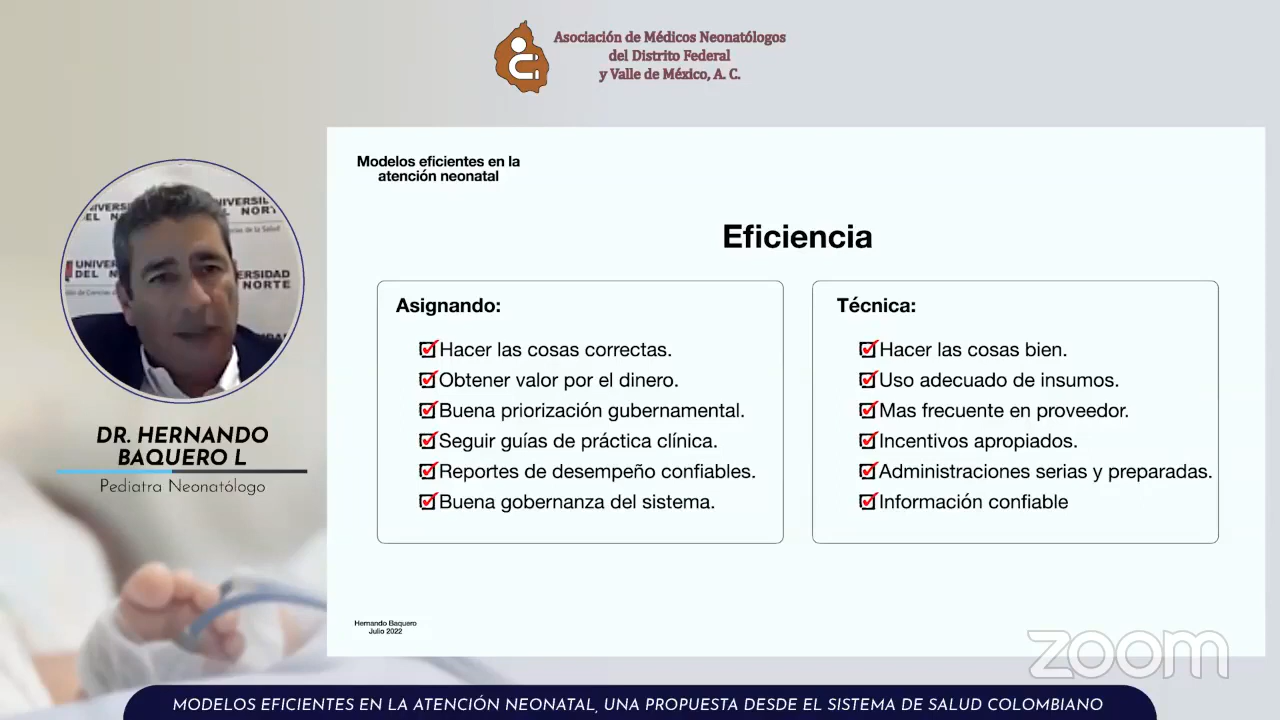 Asociación de Médicos Neonatólogos
del Distrito Federal
y Valle de México, A. C.
Modelos eficientes en la
atención neonatal
Eficiencia
Asignando:
Hacer las cosas correctas.
Obtener valor por el dinero.
Buena priorización gubernamental.
Seguir guías de práctica clínica.
Reportes de desempeño confiables.
Buena gobernanza del sistema.
Técnica:
Hacer las cosas bien.
Uso adecuado de insumos.
Mas frecuente en proveedor.
Incentivos apropiados.
Administraciones serias y preparadas.
Información confiable
Hernando Baquero
Julio 2022
DR. HERNANDO
BAQUERO L
Pediatra Neonatólogo
zoom
MODELOS EFICIENTES EN LA ATENCIÓN NEONATAL, UNA PROPUESTA DESDE EL SISTEMA DE SALUD COLOMBIANO